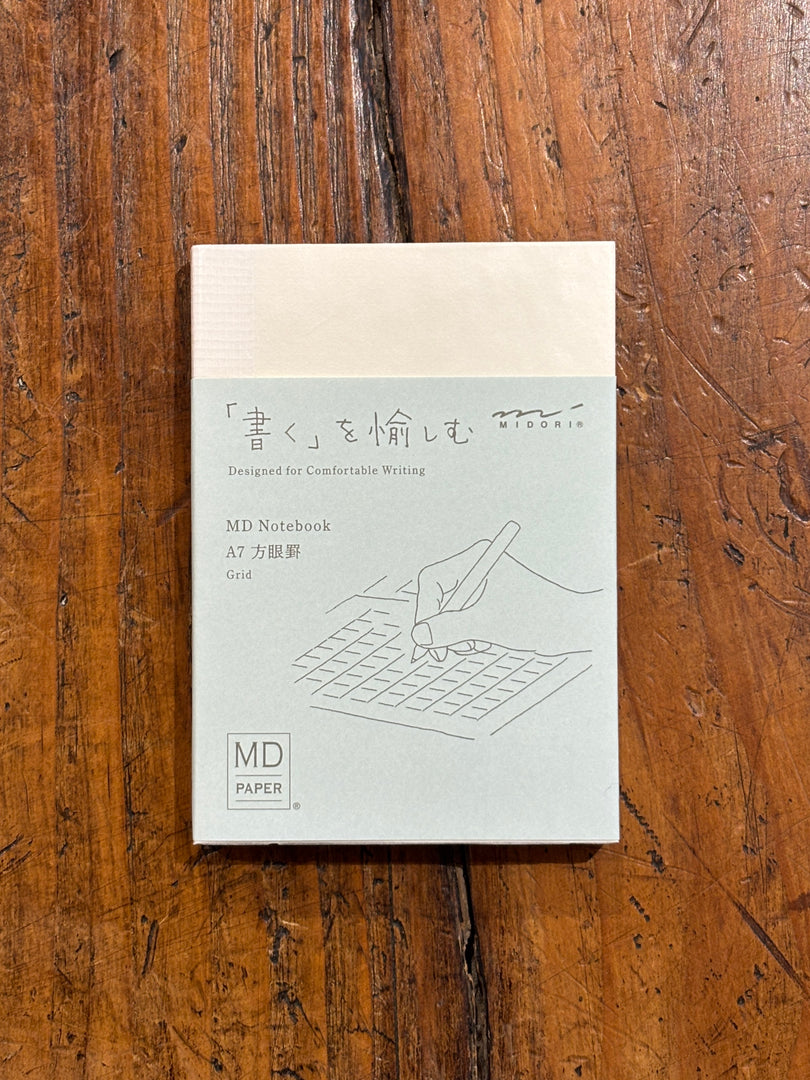 「書く」を愉しむ
MIDORI®
Designed for Comfortable Writing
MD Notebook
A7 方眼罫
Grid
MD
PAPER
®